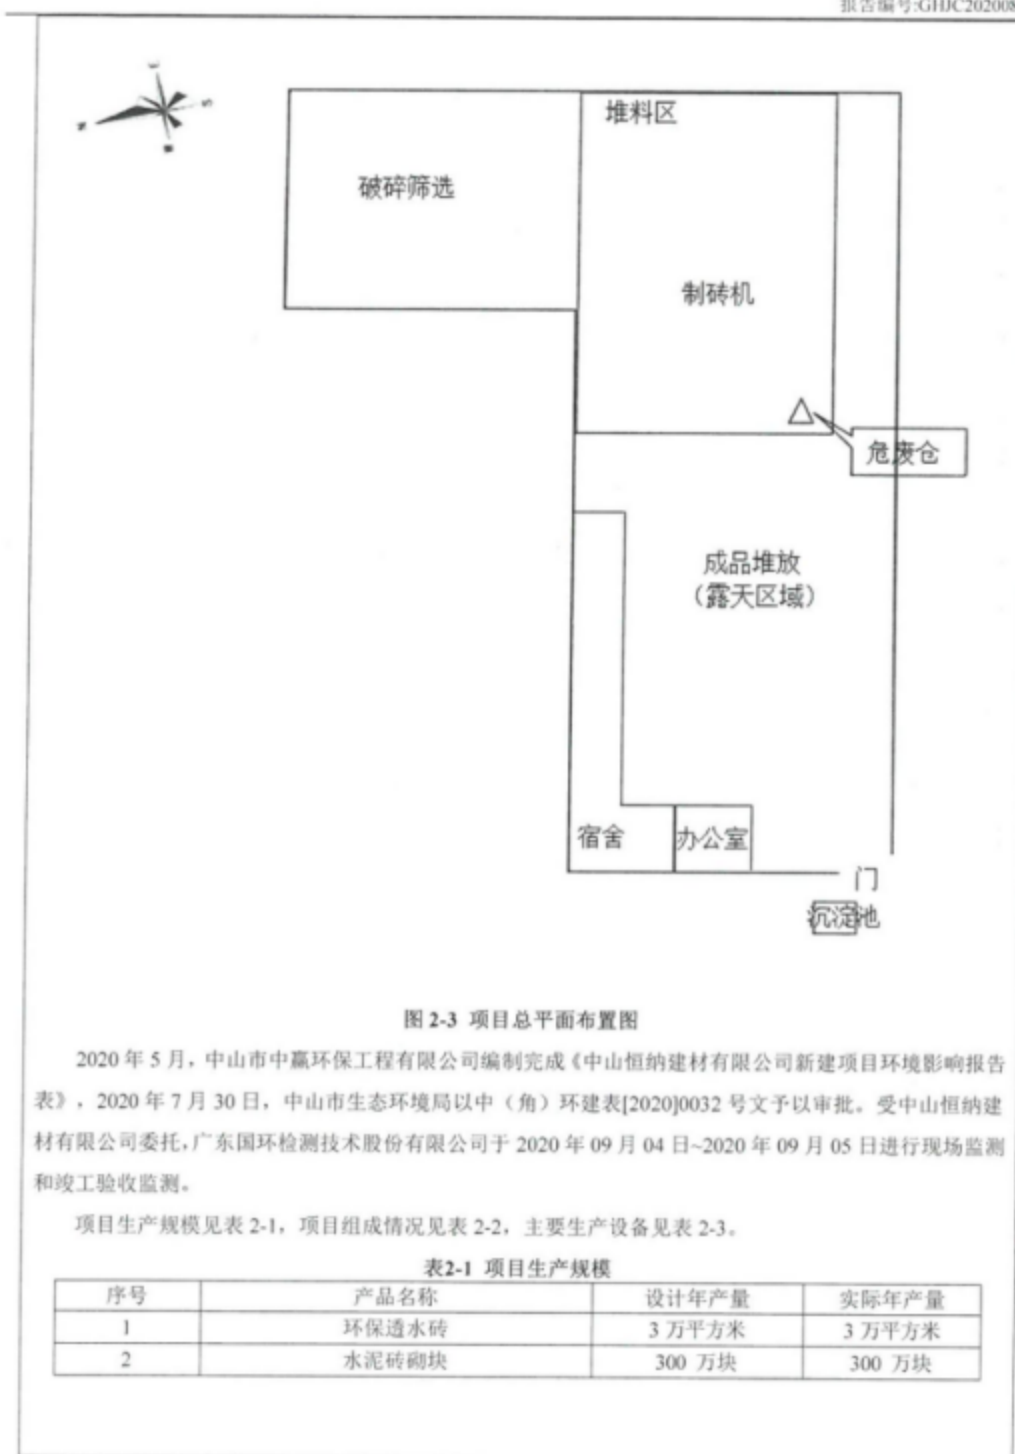 报告编号:GHJC202008
S
堆料区
破碎筛选
制砖机
危废仓
成品堆放
（露天区域）
宿舍
办公室
门
沉淀池
图 2-3 项目总平面布置图
2020 年 5 月，中山市中赢环保工程有限公司编制完成《中山恒纳建材有限公司新建项目环境影响报告
表》，2020 年 7 月 30 日，中山市生态环境局以中（角）环建表[2020]0032 号文予以审批。受中山恒纳建
材有限公司委托，广东国环检测技术股份有限公司于 2020 年 09 月 04 日~2020 年 09 月 05 日进行现场监测
和竣工验收监测。
项目生产规模见表 2-1，项目组成情况见表 2-2，主要生产设备见表 2-3。
表2-1 项目生产规模
序号 产品名称 设计年产量 实际年产量
1 环保透水砖 3 万平方米 3 万平方米
2 水泥砖砌块 300 万块 300 万块